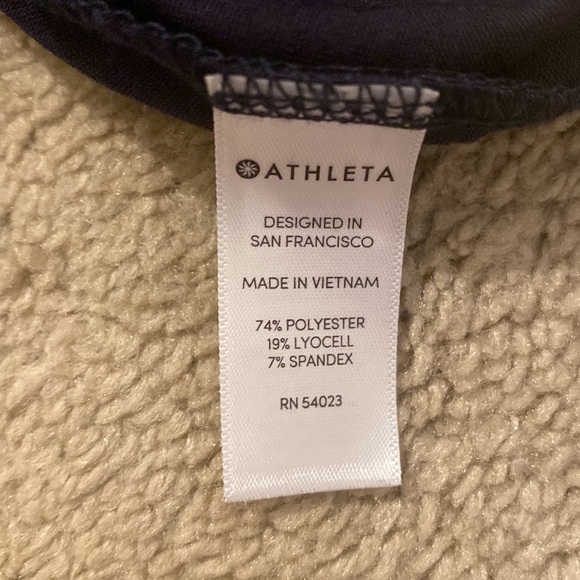 ATHLETA
DESIGNED IN
SAN FRANCISCO
MADE IN VIETNAM
74% POLYESTER
19% LYOCELL
7% SPANDEX
RN 54023